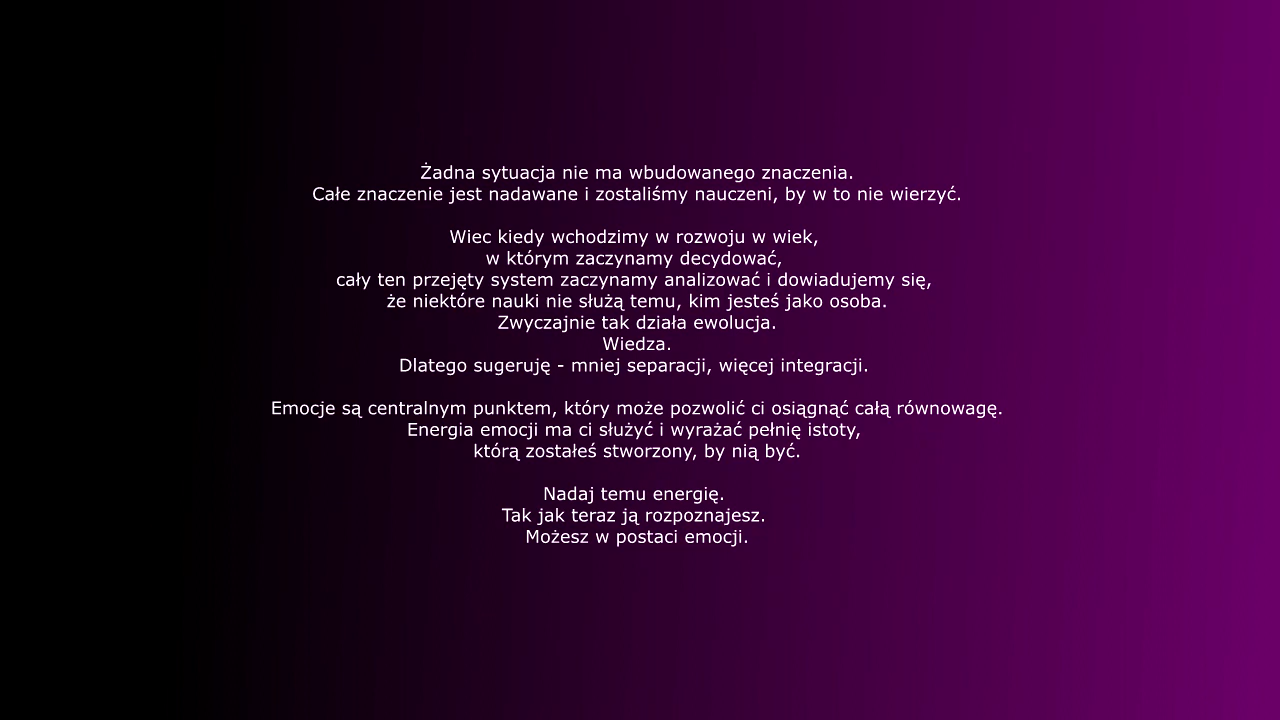 Żadna sytuacja nie ma wbudowanego znaczenia.
Całe znaczenie jest nadawane i zostaliśmy nauczeni, by w to nie wierzyć.
Wiec kiedy wchodzimy w rozwoju w wiek,
w którym zaczynamy decydować,
cały ten przejęty system zaczynamy analizować i dowiadujemy się,
że niektóre nauki nie służą temu, kim jesteś jako osoba.
Zwyczajnie tak działa ewolucja.
Wiedza.
Dlatego sugeruję - mniej separacji, więcej integracji.
Emocje są centralnym punktem, który może pozwolić ci osiągnąć całą równowagę.
Energia emocji ma ci służyć i wyrażać pełnię istoty,
którą zostałeś stworzony, by nią być.
Nadaj temu energię.
Tak jak teraz ją rozpoznajesz.
Możesz w postaci emocji.